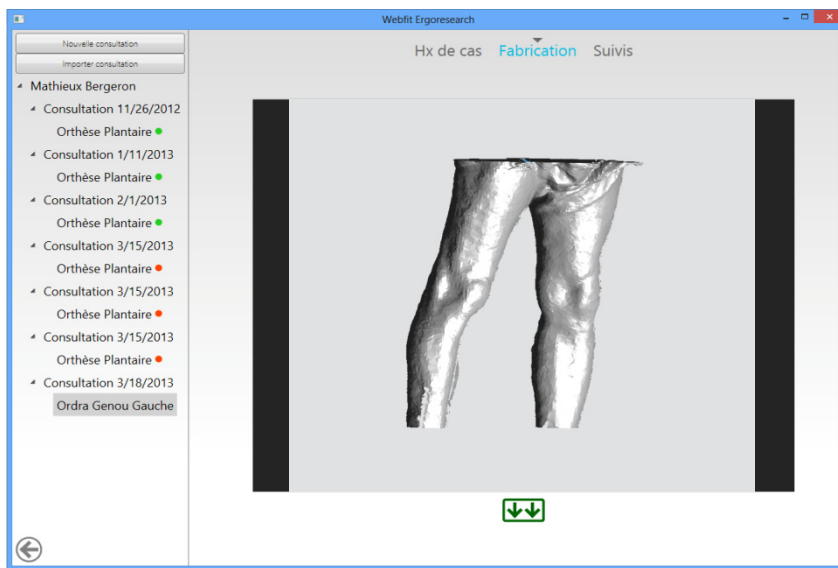 Webfit Ergoresearch
Nouvelle consultation
Importer consultation
Mathieux Bergeron
Consultation 11/26/2012
Orthèse Plantaire
Consultation 1/11/2013
Orthèse Plantaire
Consultation 2/1/2013
Orthèse Plantaire
Consultation 3/15/2013
Orthèse Plantaire
Consultation 3/15/2013
Orthèse Plantaire
Consultation 3/15/2013
Orthèse Plantaire
Consultation 3/18/2013
Ordra Genou Gauche
Hx de cas Fabrication Suivis